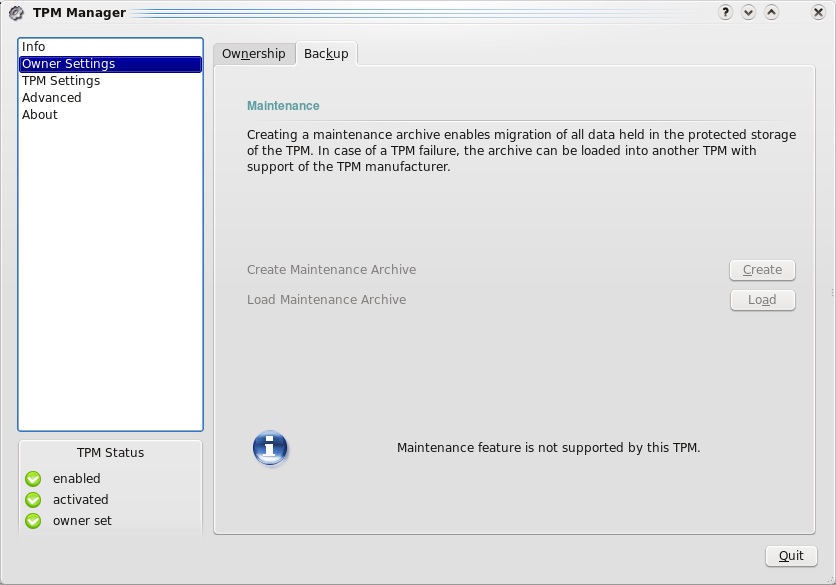 TPM Manager
Info
Owner Settings
TPM Settings
Advanced
About
Ownership
Backup
Maintenance
Creating a maintenance archive enables migration of all data held in the protected storage
of the TPM. In case of a TPM failure, the archive can be loaded into another TPM with
support of the TPM manufacturer.
Create Maintenance Archive
Create
Load Maintenance Archive
Load
Maintenance feature is not supported by this TPM.
TPM Status
enabled
activated
owner set
Quit